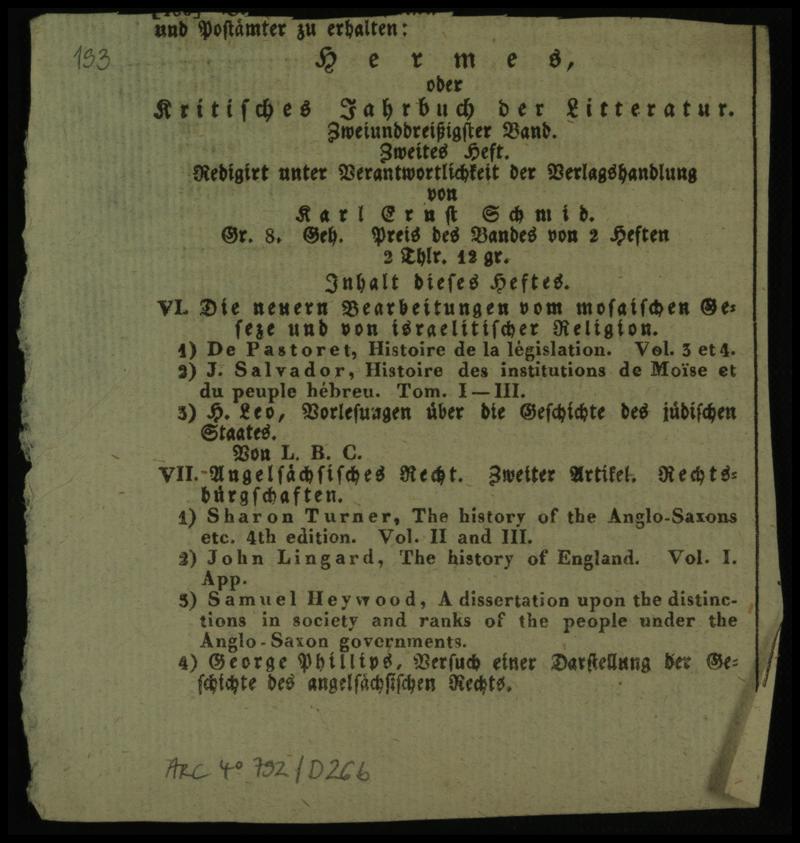 und Postämter zu erhalten:
193
Hermes,
oder
Kritisches Jahrbuch der Litteratur.
Zweiunddreißigster Band.
Zweites Heft.
Redigirt unter Verantwortlichkeit der Verlagshandlung
von
Karl Ernst Schmid.
Gr. 8. Geh. Preis des Bandes von 2 Heften
2 Thlr. 12 gr.
Inhalt dieses Heftes.
VI. Die neuern Bearbeitungen vom mosaischen Ge-
seze und von israelitischer Religion.
1) De Pastoret, Histoire de la législation. Vol. 3 et 4.
2) J. Salvador, Histoire des institutions de Moïse et
du peuple hébreu. Tom. I—III.
3) H. Leo, Vorlesungen über die Geschichte des jüdischen
Staates.
Von L. B. C.
VII. Angelsächsisches Recht. Zweiter Artikel. Rechts-
bürgschaften.
1) Sharon Turner, The history of the Anglo-Saxons
etc. 4th edition. Vol. II and III.
2) John Lingard, The history of England. Vol. I.
App.
3) Samuel Heywood, A dissertation upon the distinc-
tions in society and ranks of the people under the
Anglo-Saxon governments.
4) George Phillips, Versuch einer Darstellung der Ge-
schichte des angelsächsischen Rechts.
ARC 4° 792/D26b